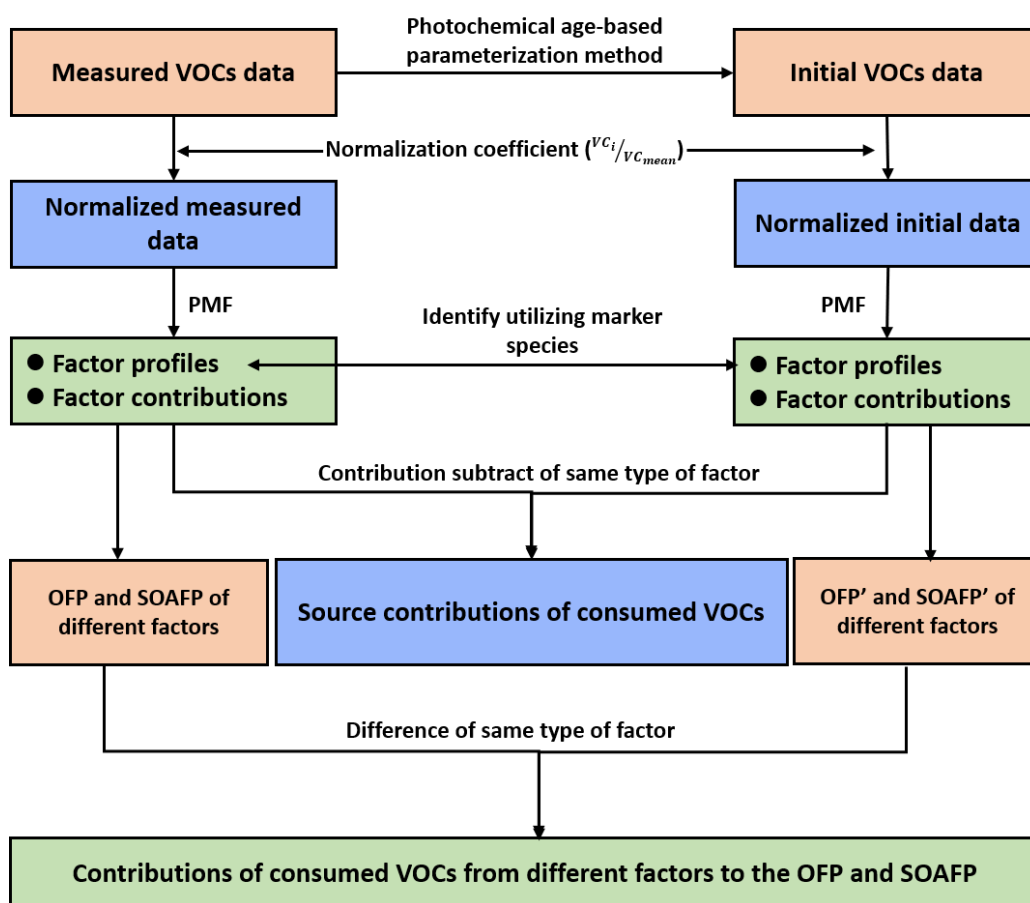 Photochemical age-based
parameterization method
Measured VOCs data
Initial VOCs data
Normalization coefficient (VCi/VCmean)
Normalized measured
data
Normalized initial data
PMF
PMF
Identify utilizing marker
species
● Factor profiles
● Factor contributions
● Factor profiles
● Factor contributions
Contribution subtract of same type of factor
OFP and SOAFP of
different factors
Source contributions of consumed VOCs
OFP’ and SOAFP’ of
different factors
Difference of same type of factor
Contributions of consumed VOCs from different factors to the OFP and SOAFP